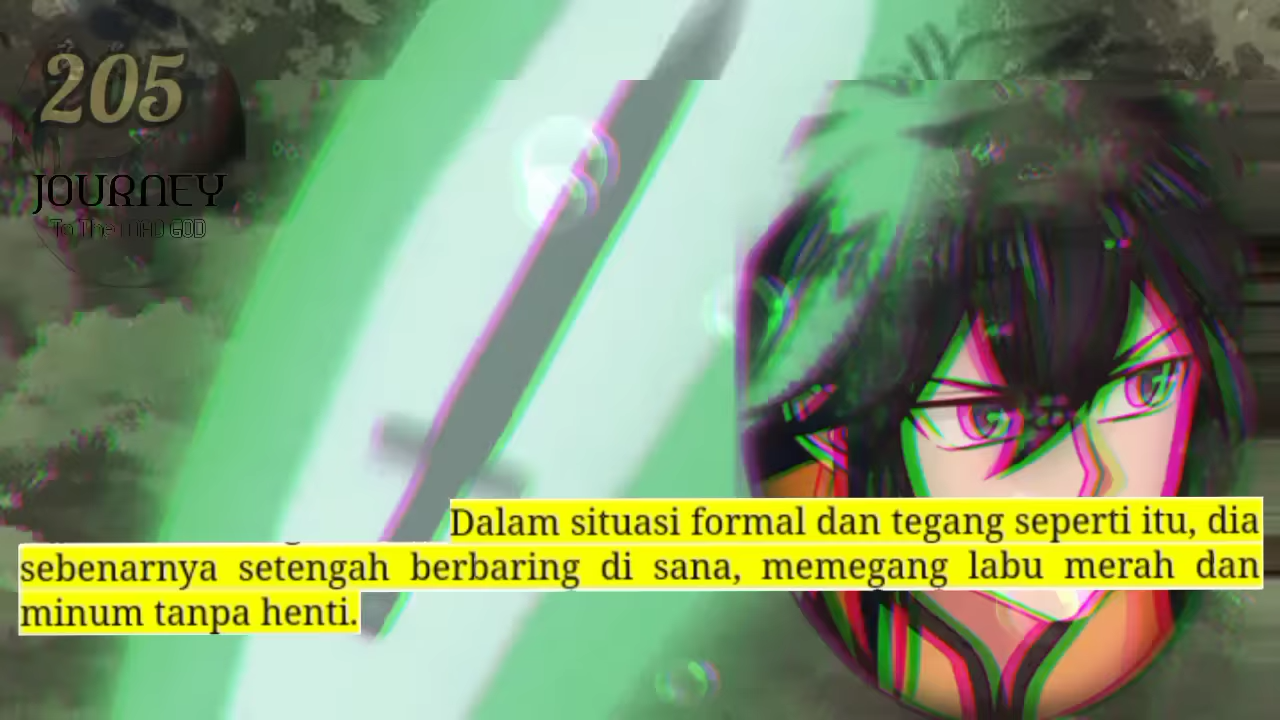 205
JOURNEY
To The MAD GOD
Dalam situasi formal dan tegang seperti itu, dia
sebenarnya setengah berbaring di sana, memegang labu merah dan
minum tanpa henti.